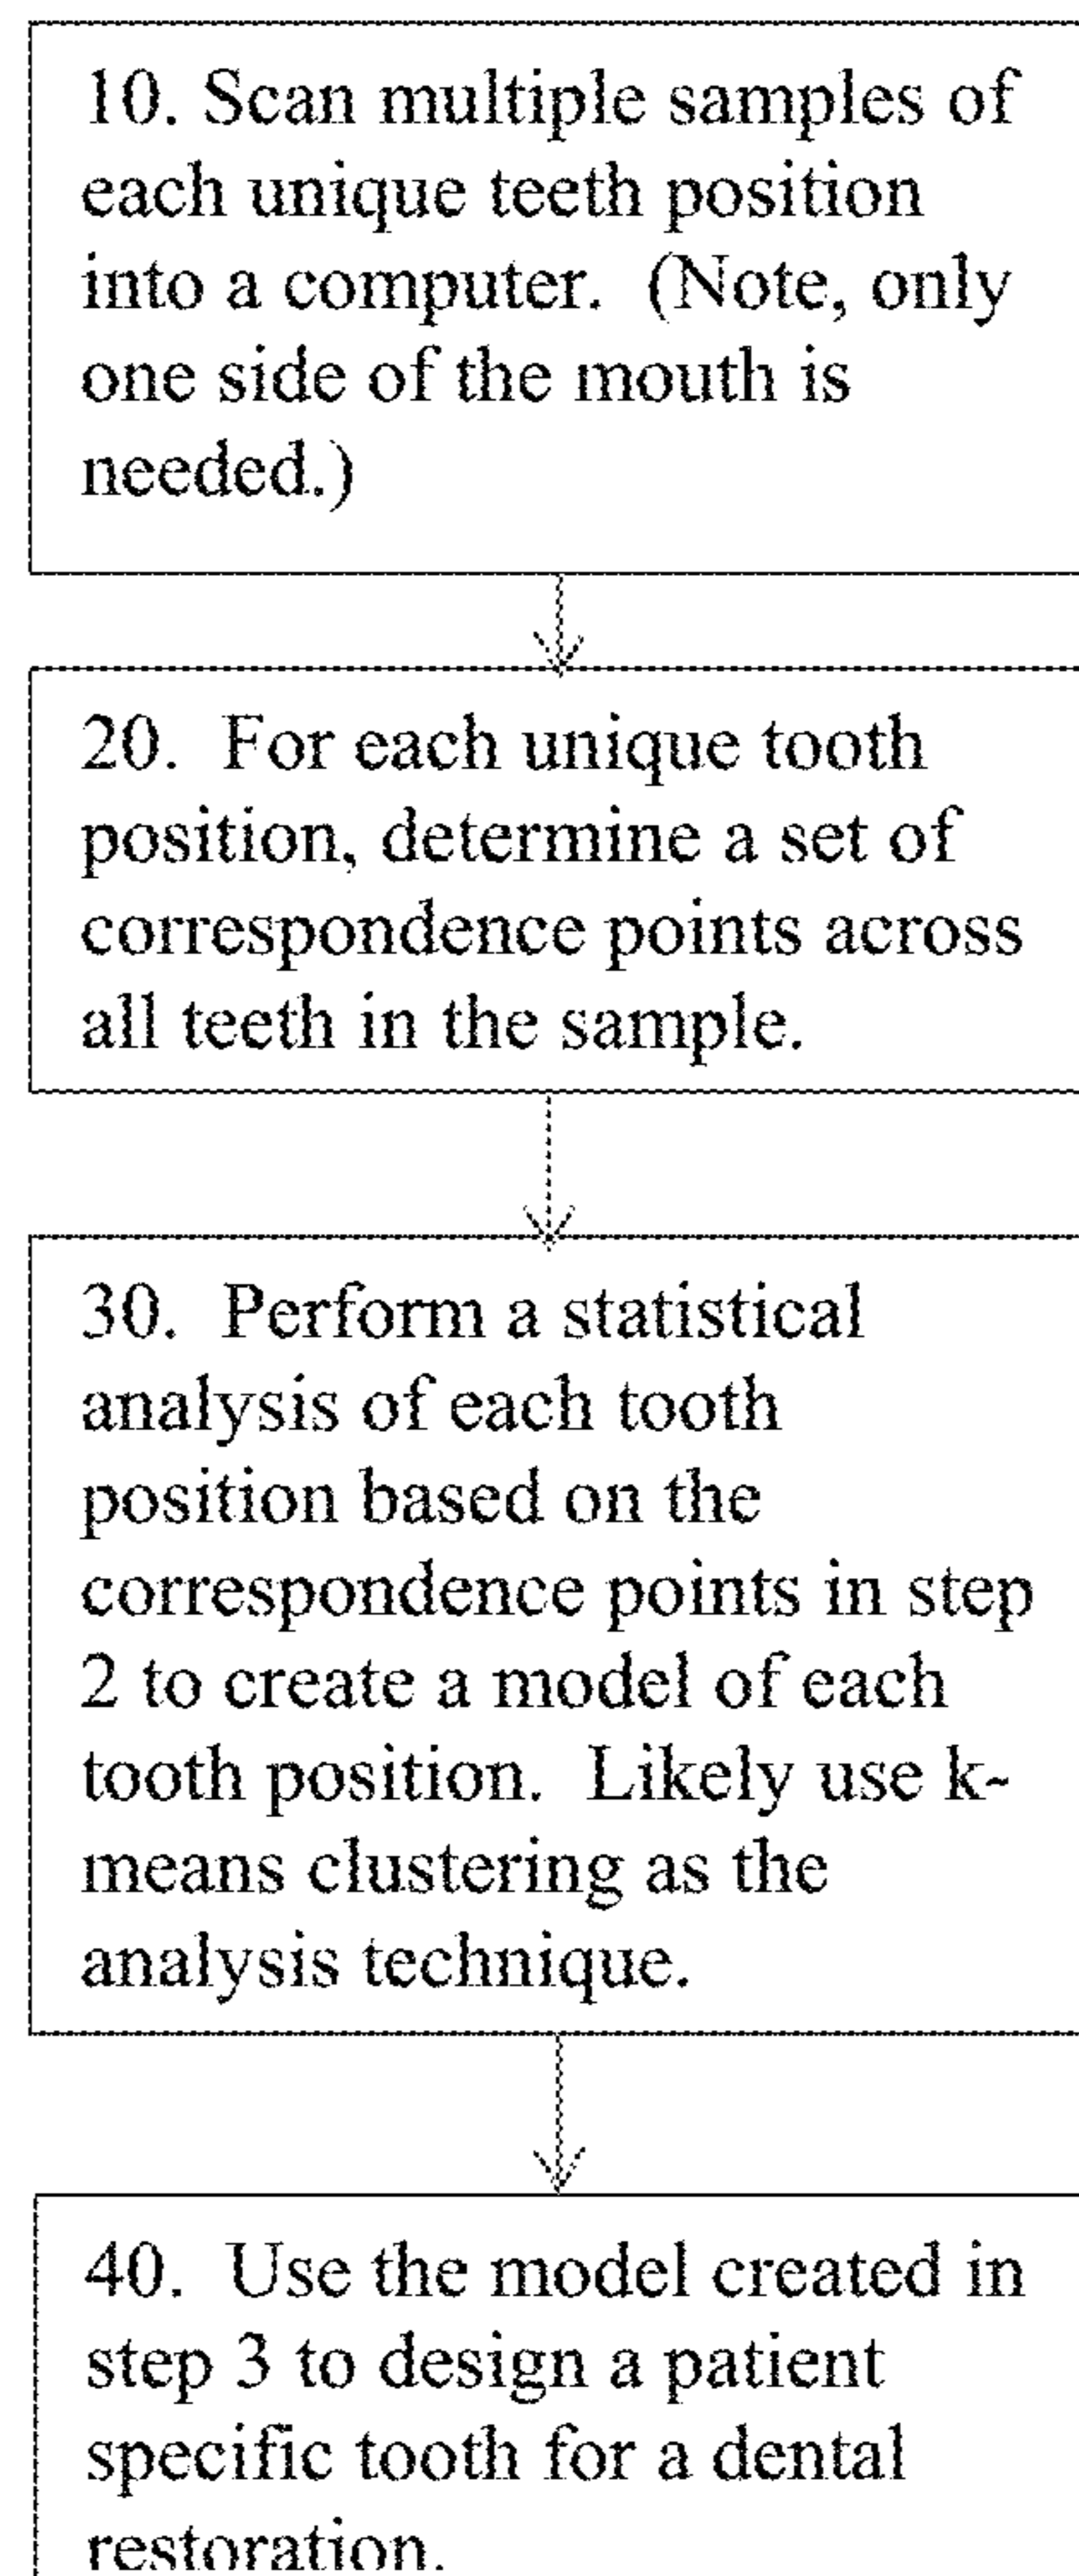 10. Scan multiple samples of
each unique teeth position
into a computer. (Note, only
one side of the mouth is
needed.)
20. For each unique tooth
position, determine a set of
correspondence points across
all teeth in the sample.
30. Perform a statistical
analysis of each tooth
position based on the
correspondence points in step
2 to create a model of each
tooth position. Likely use k-
means clustering as the
analysis technique.
40. Use the model created in
step 3 to design a patient
specific tooth for a dental
restoration.